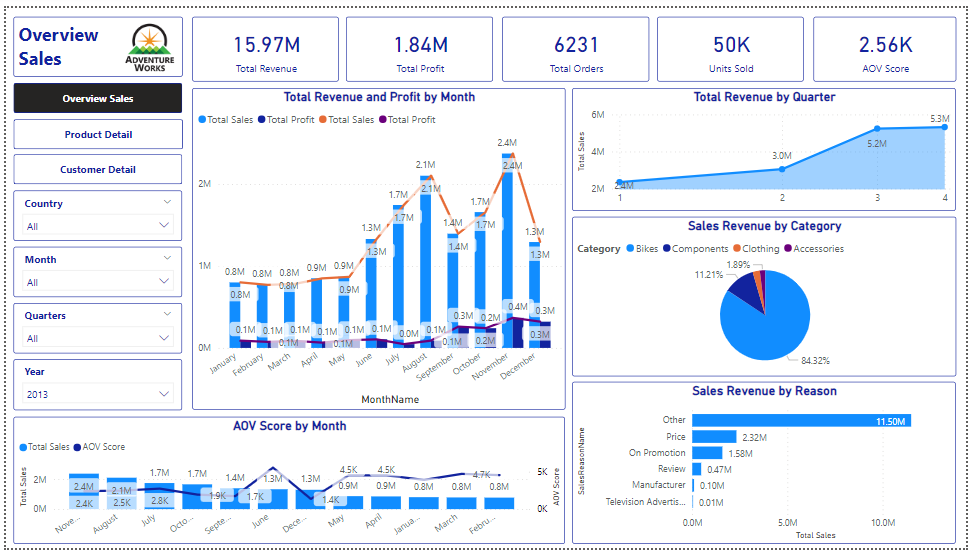 Overview
Sales
ADVENTURE
WORKS
15.97M
Total Revenue
1.84M
Total Profit
6231
Total Orders
50K
Units Sold
2.56K
AOV Score
Overview Sales
Product Detail
Customer Detail
Country
All
Month
All
Quarters
All
Year
2013
Total Revenue and Profit by Month
Total Sales Total Profit Total Sales Total Profit
2M
1M
0M
0.8M 0.8M 0.8M 0.9M 0.9M 1.3M 1.7M 2.1M 1.4M 1.7M 2.4M 1.3M
0.8M 0.8M 0.9M 1.3M 1.7M 2.1M 1.4M 1.7M 2.4M 1.3M
0.1M 0.1M 0.1M 0.1M 0.1M 0.1M 0.0M 0.1M 0.3M 0.2M 0.4M 0.3M
0.1M 0.1M 0.1M 0.2M 0.3M
January February March April May June July August September October November December
MonthName
Total Revenue by Quarter
Total Sales
6M
4M
2M
2.4M 3.0M 5.2M 5.3M
1 2 3 4
Sales Revenue by Category
Category Bikes Components Clothing Accessories
1.89%
11.21%
84.32%
Sales Revenue by Reason
SalesReasonName
Other 11.50M
Price 2.32M
On Promotion 1.58M
Review 0.47M
Manufacturer 0.10M
Television Advertis... 0.01M
0.0M 5.0M 10.0M
Total Sales
AOV Score by Month
Total Sales AOV Score
Total Sales
2M
0M
2.4M 2.1M 1.7M 1.7M 1.4M 1.3M 1.3M 0.9M 0.9M 0.8M 0.8M 0.8M
2.4K 2.5K 2.8K 1.9K 1.7K 1.4K 4.5K 4.5K 4.7K
Nove... August July Octo... Septe... June Dece... May April Janua... March Febru...
5K
0K
AOV Score